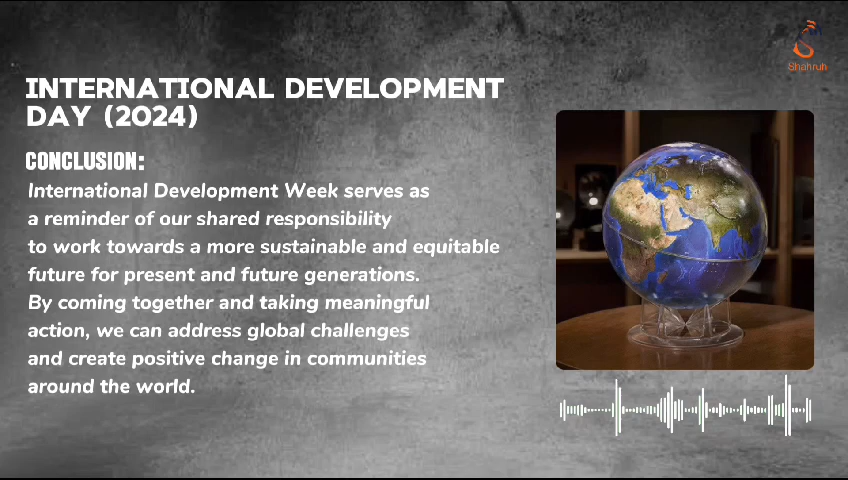 INTERNATIONAL DEVELOPMENT
DAY (2024)
CONCLUSION:
International Development Week serves as
a reminder of our shared responsibility
to work towards a more sustainable and equitable
future for present and future generations.
By coming together and taking meaningful
action, we can address global challenges
and create positive change in communities
around the world.
Shahruh